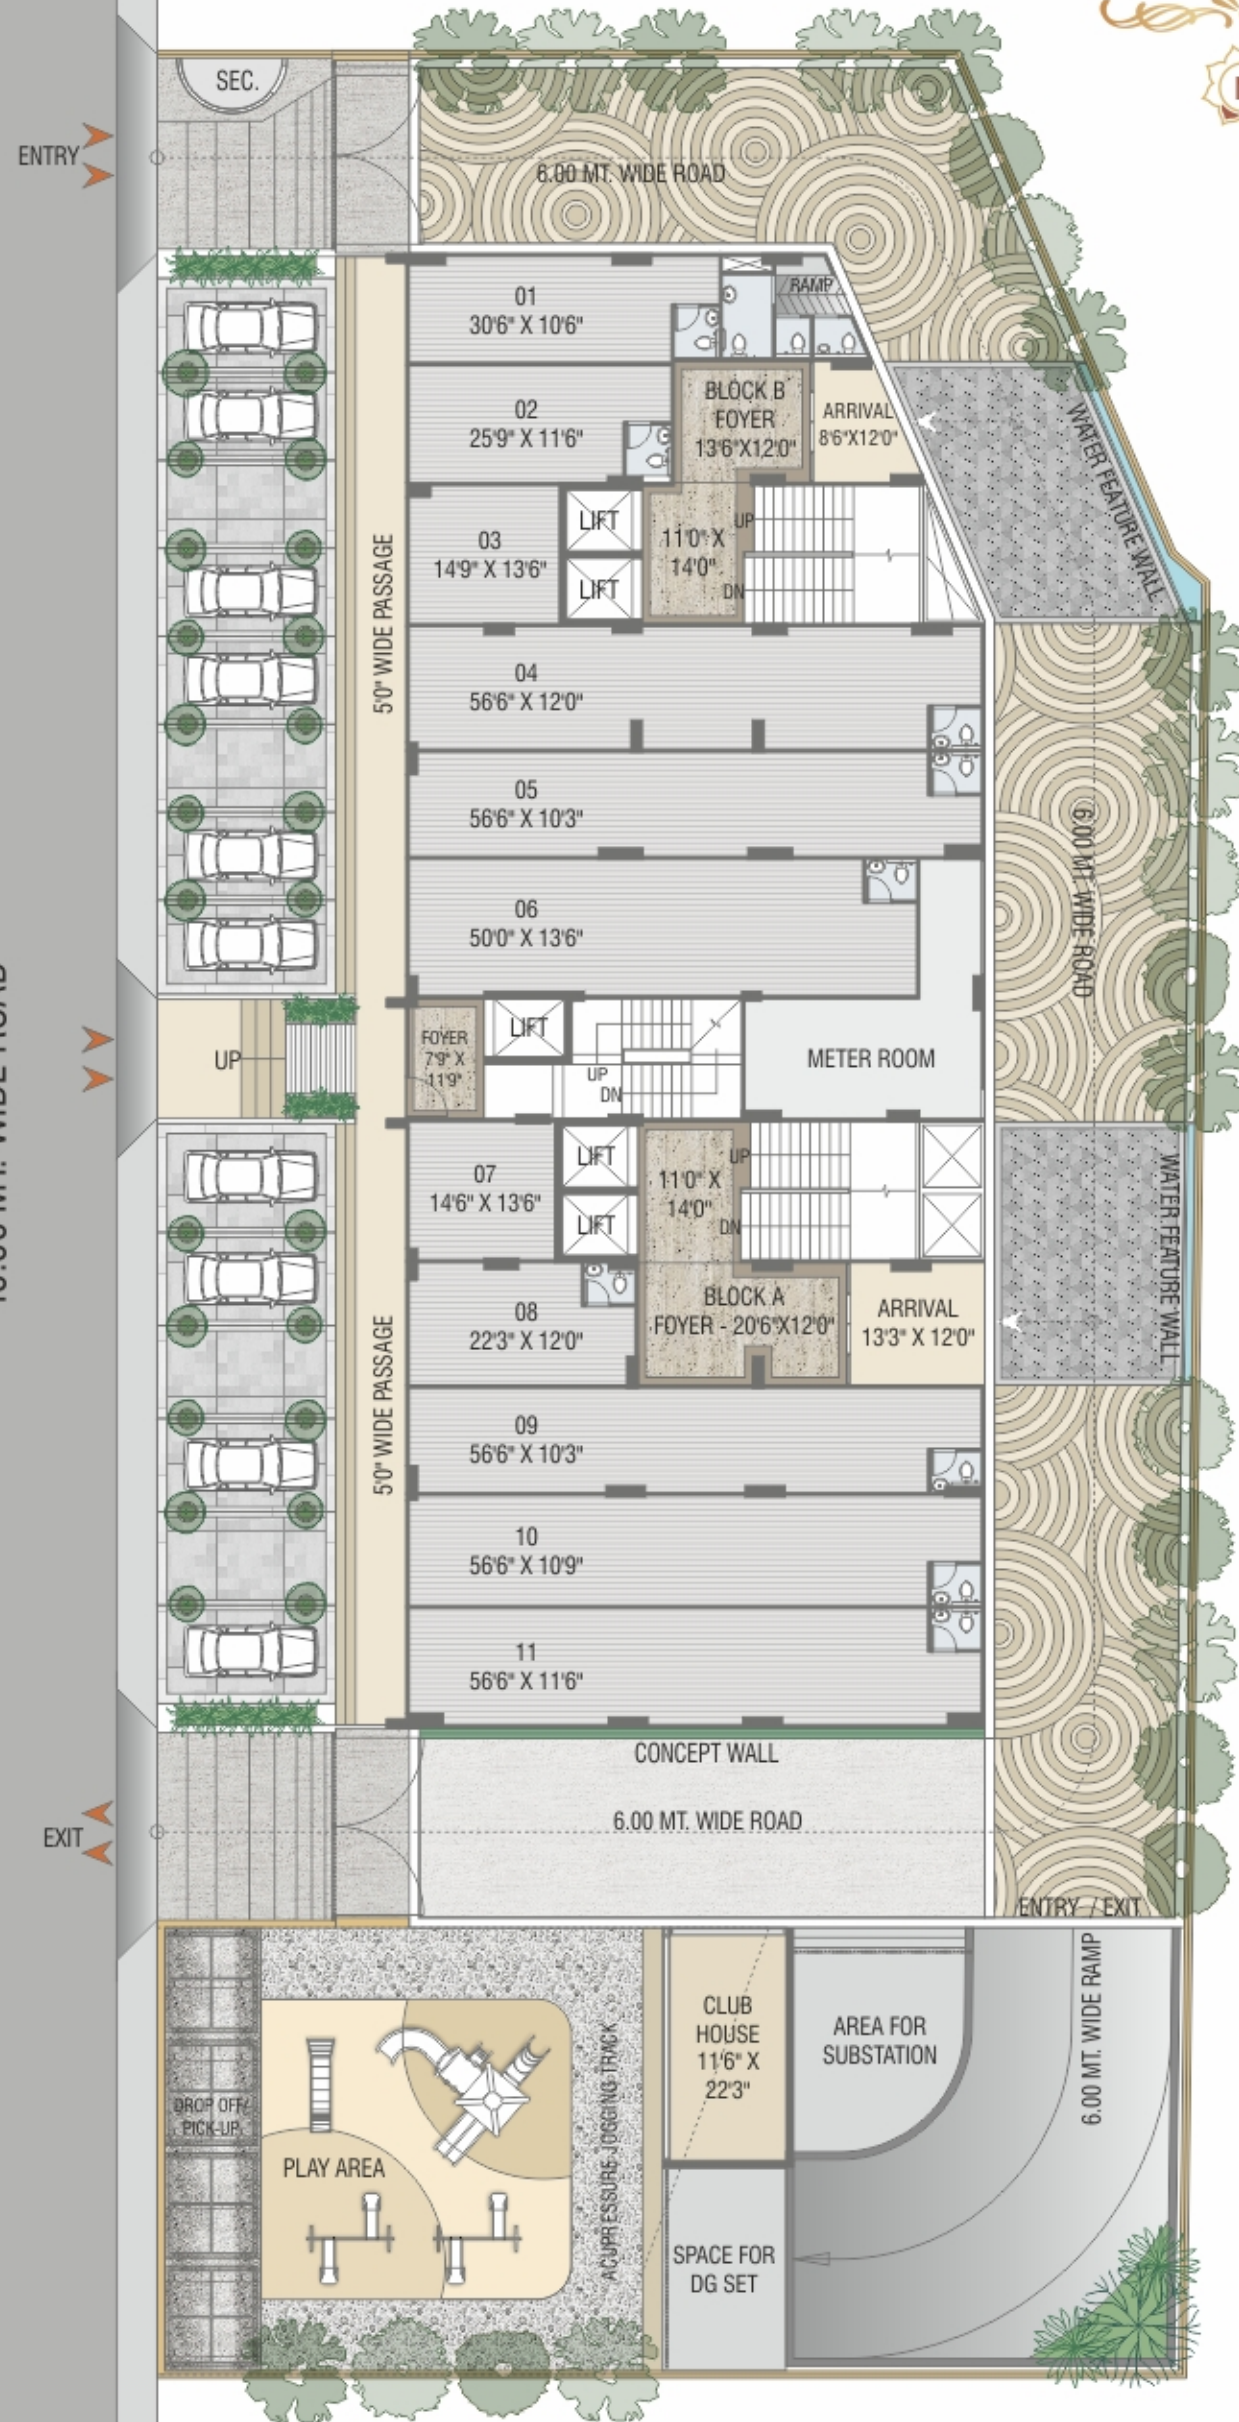 SEC.
ENTRY
6.00 MT. WIDE ROAD
01
30'6" X 10'6"
RAMP
02
25'9" X 11'6"
BLOCK B
FOYER
13'6"X12'0"
ARRIVAL
8'6"X12'0"
WATER FEATURE WALL
03
14'9" X 13'6"
LIFT
LIFT
11'0" X
14'0"
UP
DN
5'0" WIDE PASSAGE
04
56'6" X 12'0"
05
56'6" X 10'3"
6.00 MT. WIDE ROAD
06
50'0" X 13'6"
UP
FOYER
7'9" X
11'9"
LIFT
UP
DN
METER ROOM
07
14'6" X 13'6"
LIFT
LIFT
11'0" X
14'0"
UP
DN
WATER FEATURE WALL
08
22'3" X 12'0"
BLOCK A
FOYER - 20'6"X12'0"
ARRIVAL
13'3" X 12'0"
5'0" WIDE PASSAGE
09
56'6" X 10'3"
10
56'6" X 10'9"
11
56'6" X 11'6"
CONCEPT WALL
6.00 MT. WIDE ROAD
EXIT
ENTRY / EXIT
6.00 MT. WIDE RAMP
CLUB
HOUSE
11'6" X
22'3"
AREA FOR
SUBSTATION
DROP OFF/
PICK-UP
PLAY AREA
ACUPRESSURE JOGGING TRACK
SPACE FOR
DG SET